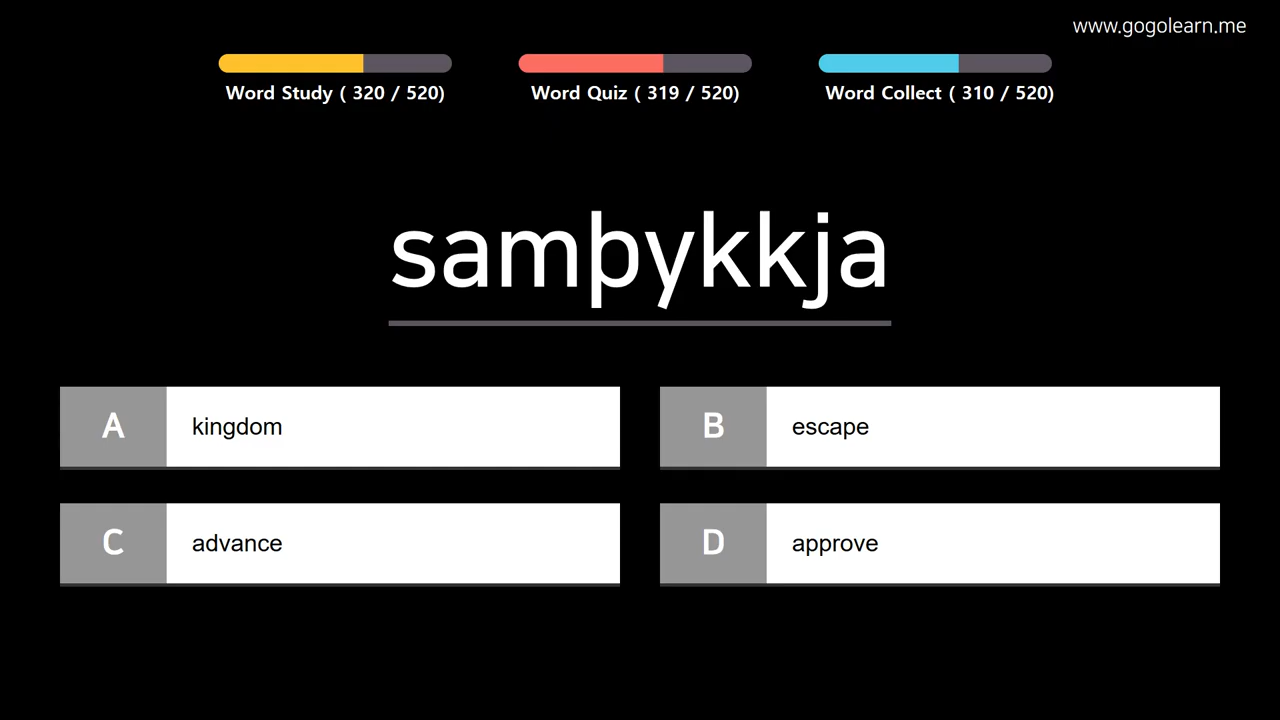 www.gogolearn.me
Word Study ( 320 / 520)
Word Quiz ( 319 / 520)
Word Collect ( 310 / 520)
samþykkja
A kingdom
B escape
C advance
D approve